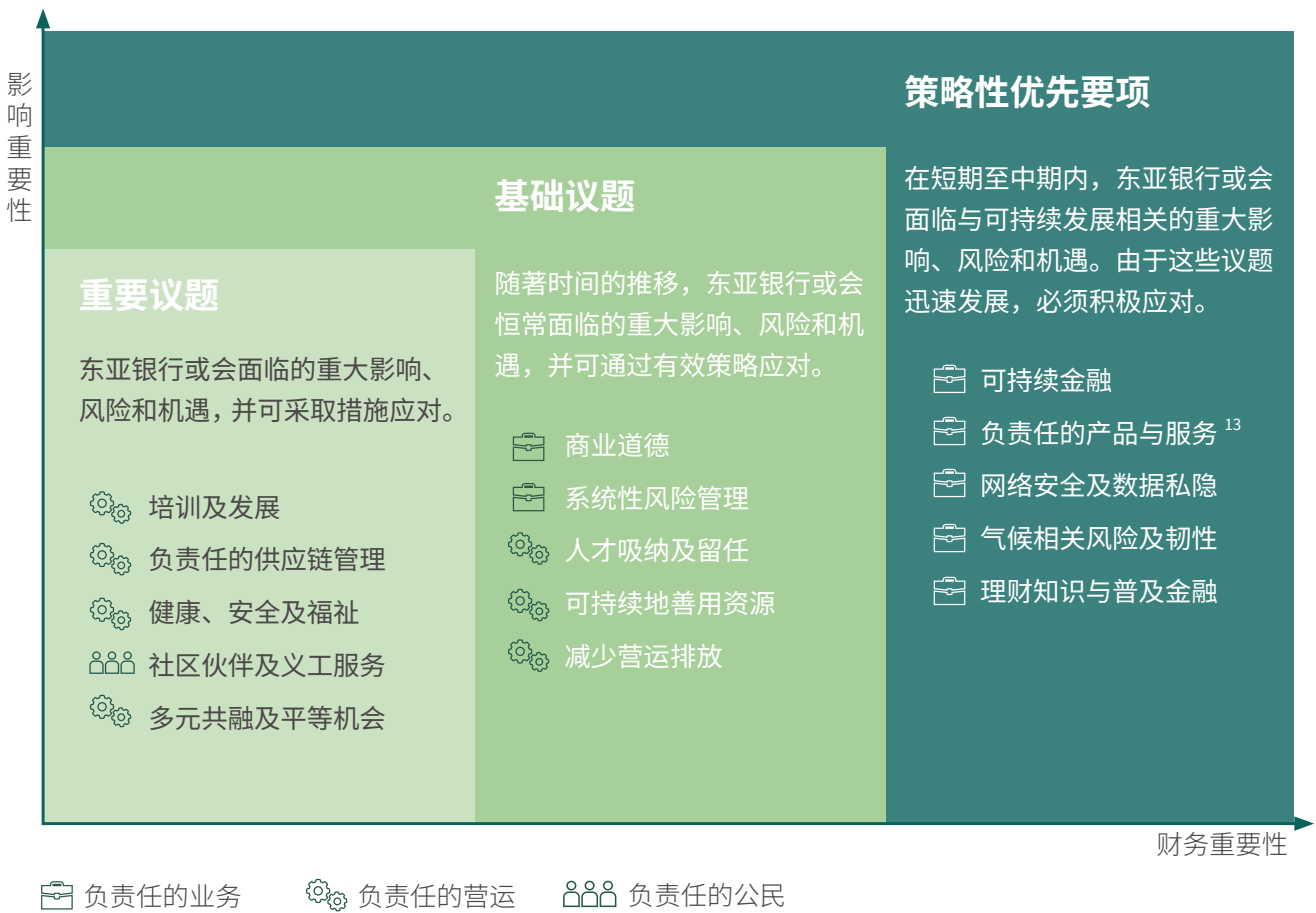 影响重要性
策略性优先要项
在短期至中期内，东亚银行或会
面临与可持续发展相关的重大影
响、风险和机遇。由于这些议题
迅速发展，必须积极应对。
可持续金融
负责任的产品与服务 13
网络安全及数据私隐
气候相关风险及韧性
理财知识与普及金融
基础议题
随著时间的推移，东亚银行或会
恒常面临的重大影响、风险和机
遇，并可通过有效策略应对。
商业道德
系统性风险管理
人才吸纳及留任
可持续地善用资源
减少营运排放
重要议题
东亚银行或会面临的重大影响、
风险和机遇，并可采取措施应对。
培训及发展
负责任的供应链管理
健康、安全及福祉
社区伙伴及义工服务
多元共融及平等机会
财务重要性
负责任的业务
负责任的营运
负责任的公民